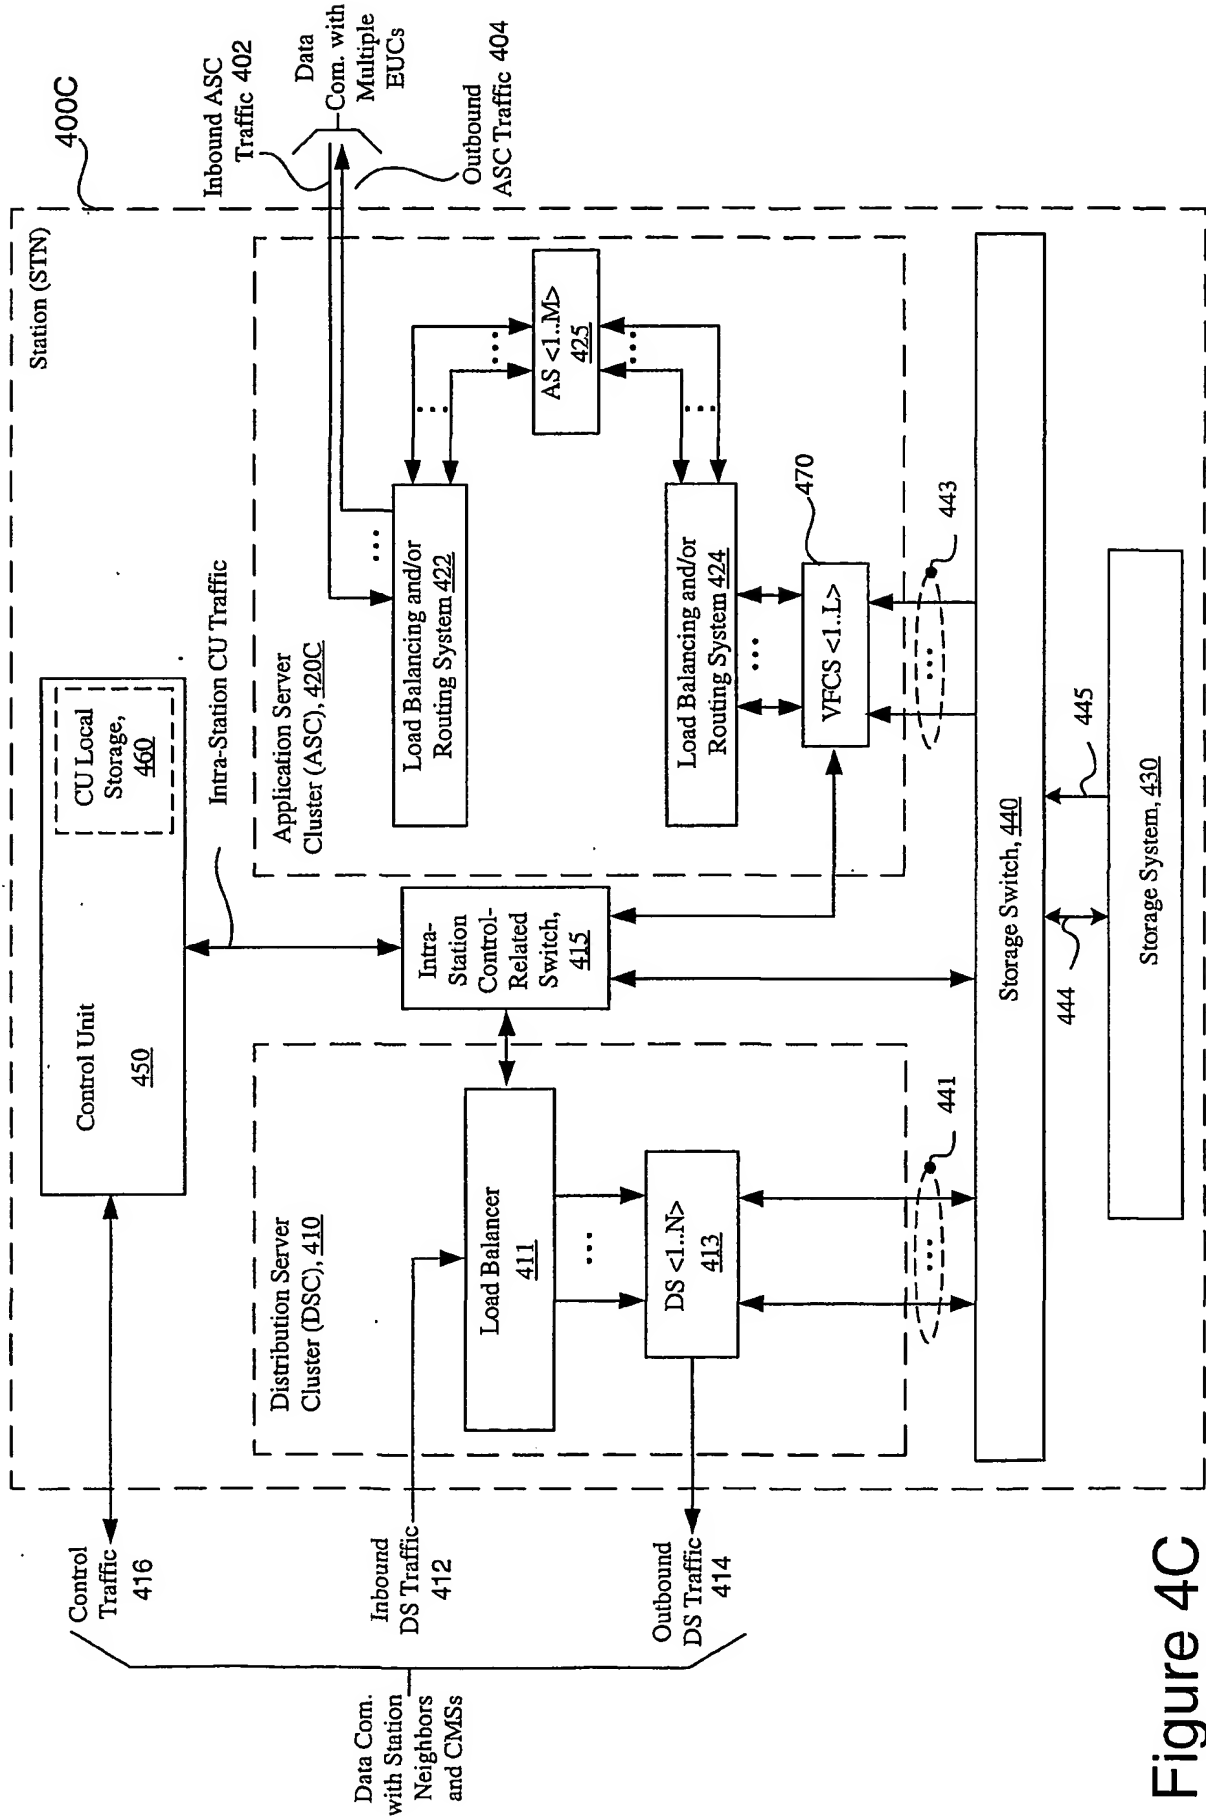 400C
Station (STN)
Inbound ASC
Traffic 402
Data
Com. with
Multiple
EUCs
Outbound
ASC Traffic 404
Control
Traffic
416
Control Unit
450
CU Local
Storage,
460
Intra-Station CU Traffic
Data Com.
with Station
Neighbors
and CMSs
Inbound
DS Traffic
412
Outbound
DS Traffic
414
Distribution Server
Cluster (DSC), 410
Load Balancer
411
...
DS <1..N>
413
Intra-
Station
Control-
Related
Switch,
415
Application Server
Cluster (ASC), 420C
...
Load Balancing and/or
Routing System 422
...
...
AS <1..M>
425
...
...
Load Balancing and/or
Routing System 424
...
470
VFCS <1..L>
441
...
443
...
Storage Switch, 440
444
445
Storage System, 430
Figure 4C